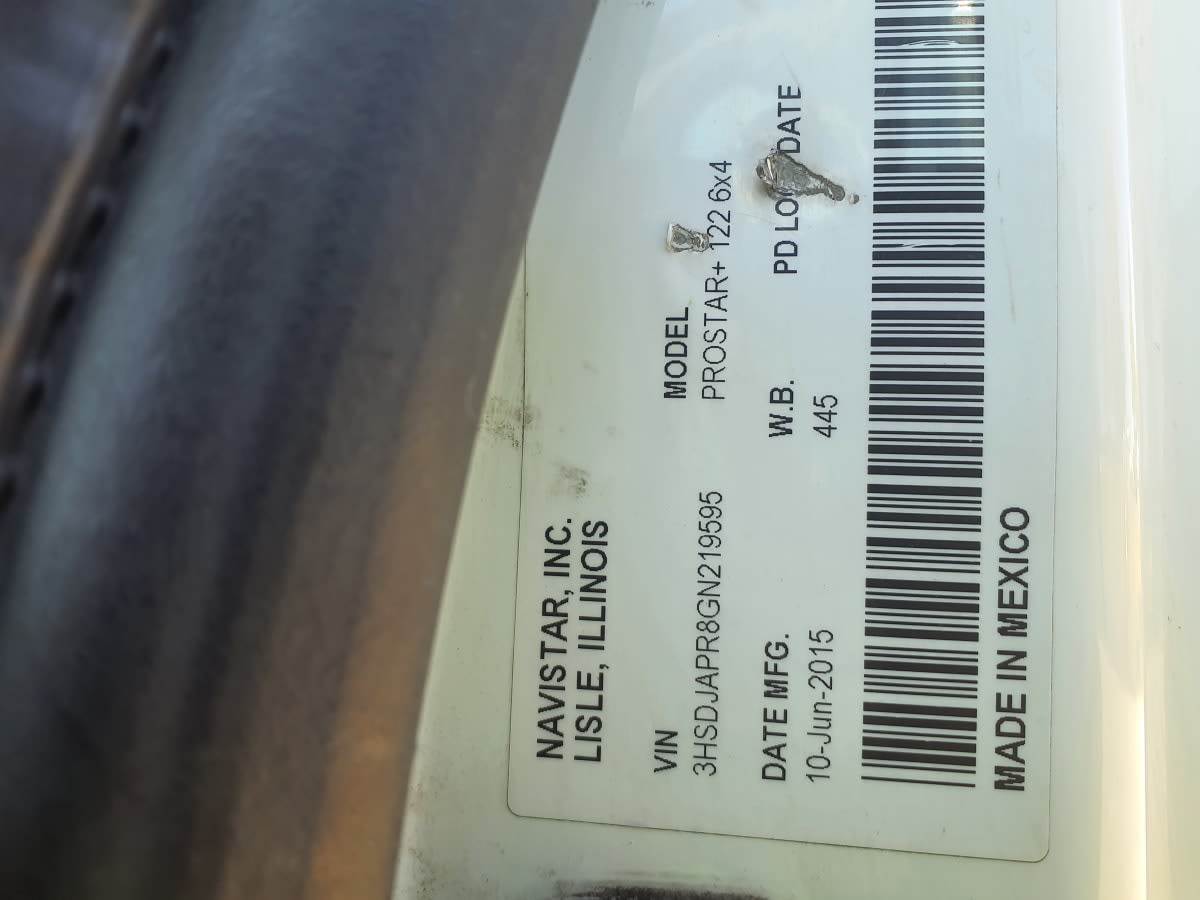 NAVISTAR, INC.
LISLE, ILLINOIS
VIN MODEL
3HSDJAPR8GN219595 PROSTAR+ 122 6x4
DATE MFG. W.B. PD DATE
10-Jun-2015 445
MADE IN MEXICO